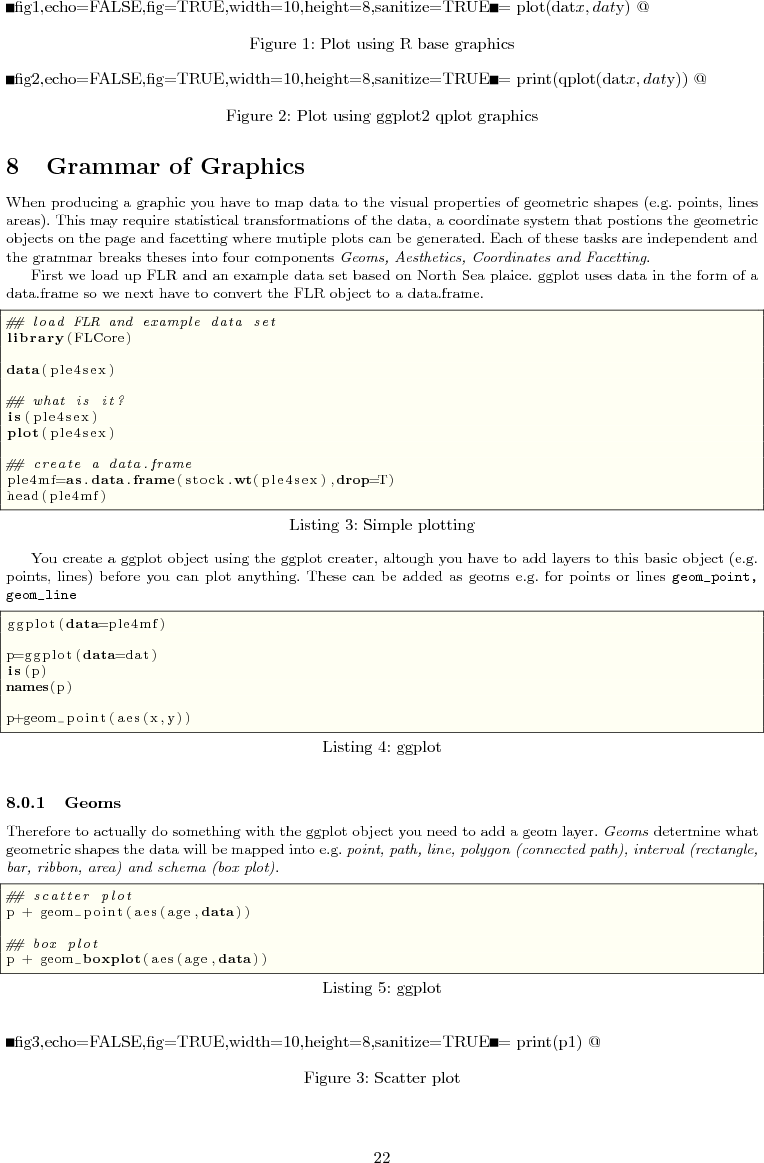 ■fig1,echo=FALSE,fig=TRUE,width=10,height=8,sanitize=TRUE■= plot(datx, daty) @
Figure 1: Plot using R base graphics
■fig2,echo=FALSE,fig=TRUE,width=10,height=8,sanitize=TRUE■= print(qplot(datx, daty)) @
Figure 2: Plot using ggplot2 qplot graphics
8 Grammar of Graphics
When producing a graphic you have to map data to the visual properties of geometric shapes (e.g. points, lines
areas). This may require statistical transformations of the data, a coordinate system that postions the geometric
objects on the page and facetting where mutiple plots can be generated. Each of these tasks are independent and
the grammar breaks theses into four components Geoms, Aesthetics, Coordinates and Facetting.
First we load up FLR and an example data set based on North Sea plaice. ggplot uses data in the form of a
data.frame so we next have to convert the FLR object to a data.frame.
## load FLR and example data set
library(FLCore)
data(ple4sex)
## what is it?
is(ple4sex)
plot(ple4sex)
## create a data.frame
ple4mf=as.data.frame(stock.wt(ple4sex),drop=T)
head(ple4mf)
Listing 3: Simple plotting
You create a ggplot object using the ggplot creater, altough you have to add layers to this basic object (e.g.
points, lines) before you can plot anything. These can be added as geoms e.g. for points or lines geom_point,
geom_line
ggplot(data=ple4mf)
p=ggplot(data=dat)
is(p)
names(p)
p+geom_point(aes(x,y))
Listing 4: ggplot
8.0.1 Geoms
Therefore to actually do something with the ggplot object you need to add a geom layer. Geoms determine what
geometric shapes the data will be mapped into e.g. point, path, line, polygon (connected path), interval (rectangle,
bar, ribbon, area) and schema (box plot).
## scatter plot
p + geom_point(aes(age,data))
## box plot
p + geom_boxplot(aes(age,data))
Listing 5: ggplot
■fig3,echo=FALSE,fig=TRUE,width=10,height=8,sanitize=TRUE■= print(p1) @
Figure 3: Scatter plot
22